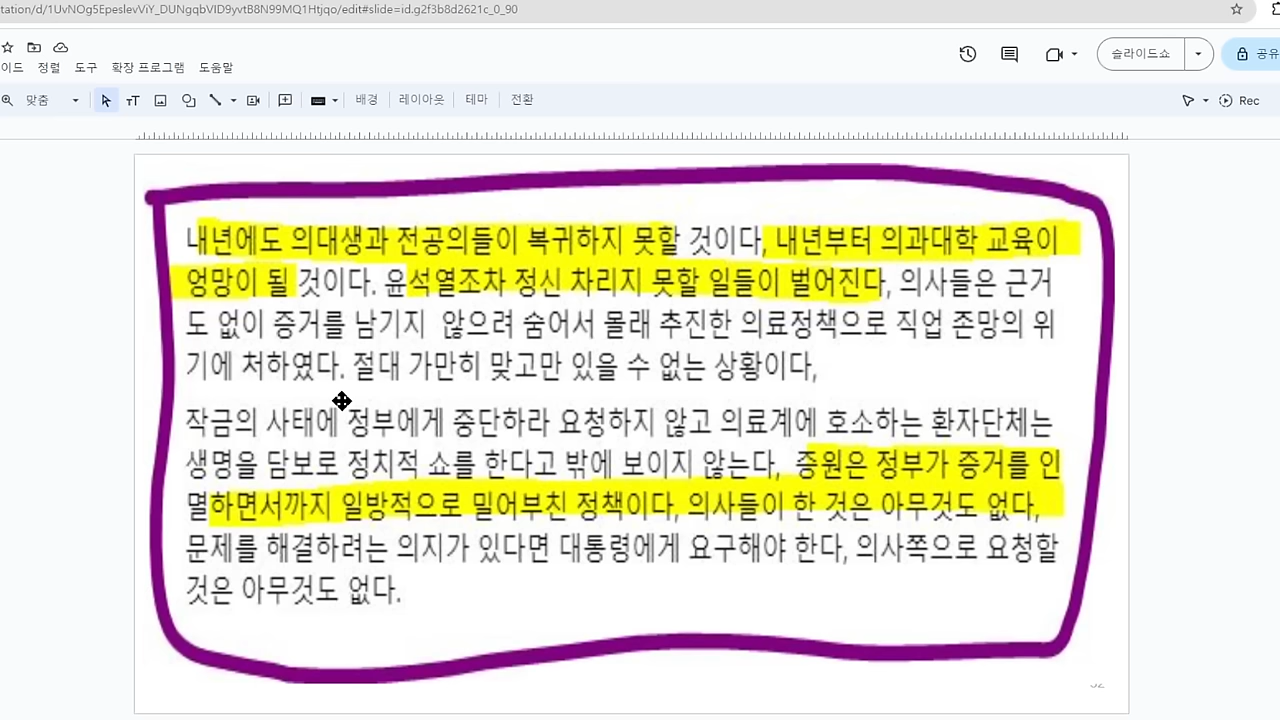 tation/d/1UvNOg5EpeslevViY_DUNgqbVID9yvtB8N99MQ1Htjqo/edit#slide=id.g2f3b8d2621c_0_90
이드 정렬 도구 확장 프로그램 도움말
슬라이드쇼
공유
맞춤
배경 레이아웃 테마 전환
Rec
내년에도 의대생과 전공의들이 복귀하지 못할 것이다, 내년부터 의과대학 교육이
엉망이 될 것이다. 윤석열조차 정신 차리지 못할 일들이 벌어진다, 의사들은 근거
도 없이 증거를 남기지 않으려 숨어서 몰래 추진한 의료정책으로 직업 존망의 위
기에 처하였다. 절대 가만히 맞고만 있을 수 없는 상황이다,
작금의 사태에 정부에게 중단하라 요청하지 않고 의료계에 호소하는 환자단체는
생명을 담보로 정치적 쇼를 한다고 밖에 보이지 않는다, 증원은 정부가 증거를 인
멸하면서까지 일방적으로 밀어부친 정책이다, 의사들이 한 것은 아무것도 없다,
문제를 해결하려는 의지가 있다면 대통령에게 요구해야 한다, 의사쪽으로 요청할
것은 아무것도 없다.